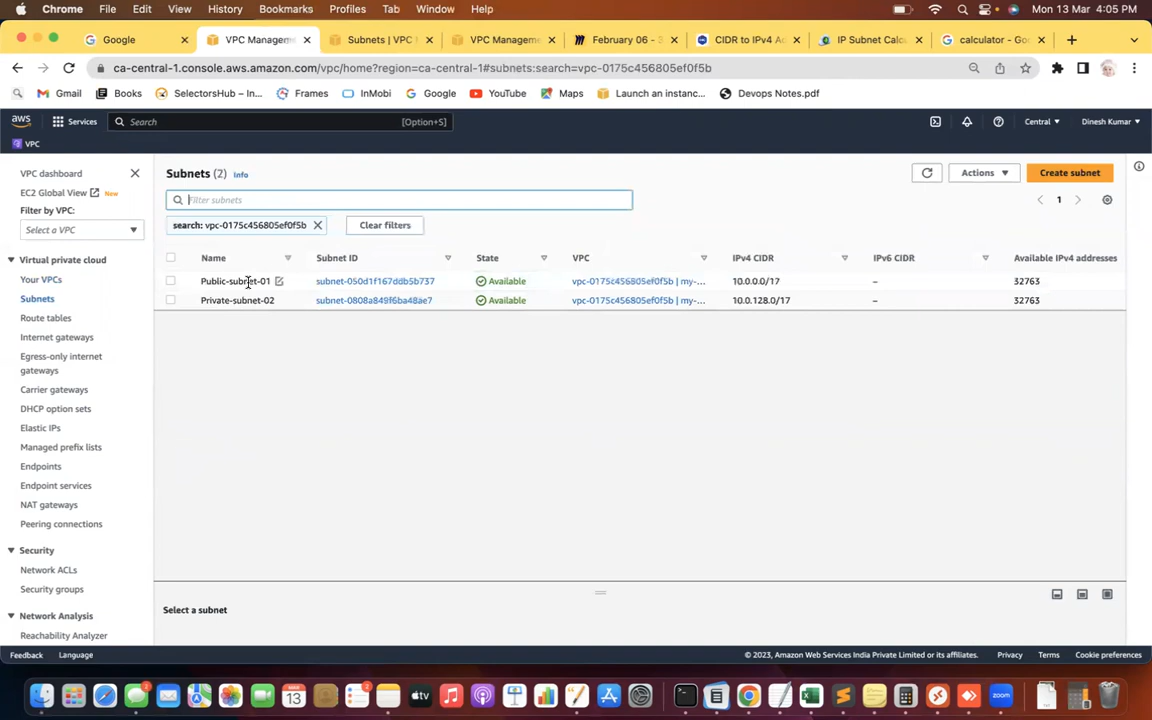 Chrome File Edit View History Bookmarks Profiles Tab Window Help Mon 13 Mar 4:05 PM
Google VPC Managem Subnets | VPC M VPC Manageme February 06 - 3 CIDR to IPv4 Ad IP Subnet Calcu calculator - Goo
ca-central-1.console.aws.amazon.com/vpc/home?region=ca-central-1#subnets:search=vpc-0175c456805ef0f5b
Gmail Books SelectorsHub – In... Frames InMobi Google YouTube Maps Launch an instanc... Devops Notes.pdf
aws Services Search [Option+S] Central Dinesh Kumar
VPC
VPC dashboard
EC2 Global View New
Filter by VPC:
Select a VPC
Virtual private cloud
Your VPCs
Subnets
Route tables
Internet gateways
Egress-only internet
gateways
Carrier gateways
DHCP option sets
Elastic IPs
Managed prefix lists
Endpoints
Endpoint services
NAT gateways
Peering connections
Security
Network ACLs
Security groups
Network Analysis
Reachability Analyzer
Subnets (2) Info
Actions Create subnet
Filter subnets
1
search: vpc-0175c456805ef0f5b Clear filters
Name Subnet ID State VPC IPv4 CIDR IPv6 CIDR Available IPv4 addresses
Public-subnet-01 subnet-050d1f167ddb5b737 Available vpc-0175c456805ef0f5b | my-... 10.0.0.0/17 – 32763
Private-subnet-02 subnet-0808a849f6ba48ae7 Available vpc-0175c456805ef0f5b | my-... 10.0.128.0/17 – 32763
Select a subnet
Feedback Language © 2023, Amazon Web Services India Private Limited or its affiliates. Privacy Terms Cookie preferences
MAR
13
tv
zoom